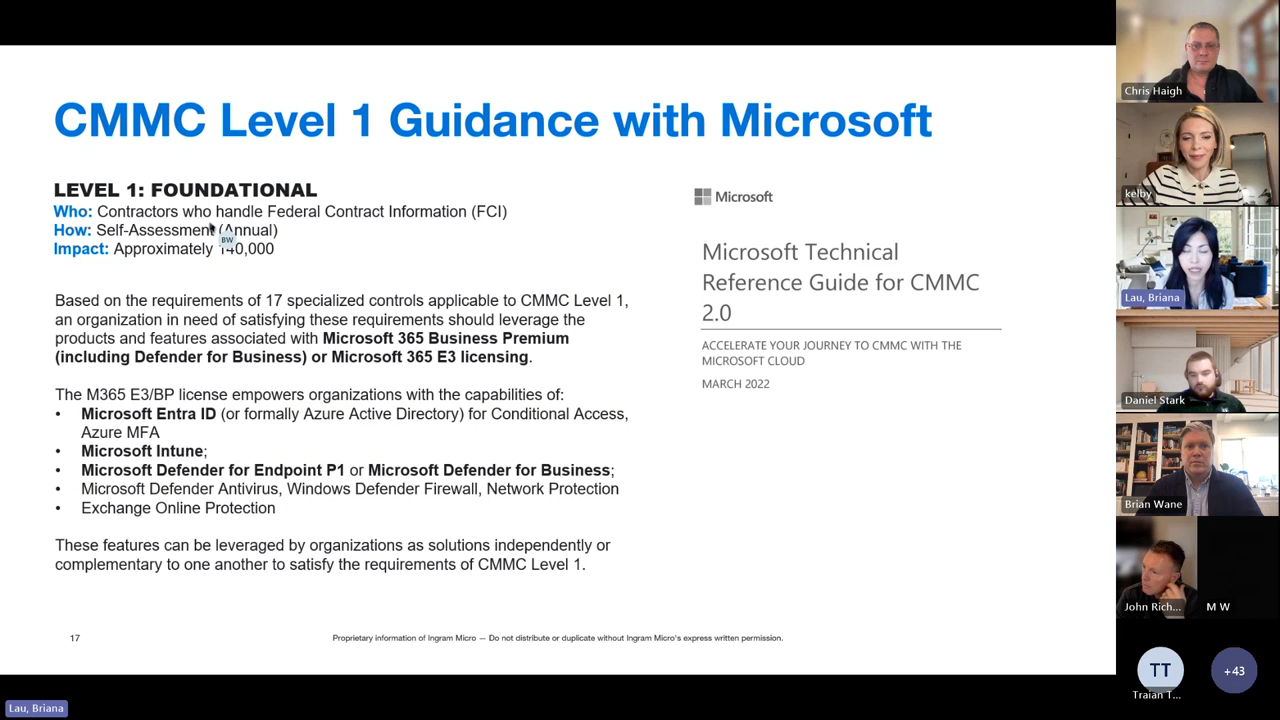 CMMC Level 1 Guidance with Microsoft
LEVEL 1: FOUNDATIONAL
Who: Contractors who handle Federal Contract Information (FCI)
How: Self-Assessment (Annual)
BW
Impact: Approximately 140,000
Based on the requirements of 17 specialized controls applicable to CMMC Level 1,
an organization in need of satisfying these requirements should leverage the
products and features associated with Microsoft 365 Business Premium
(including Defender for Business) or Microsoft 365 E3 licensing.
The M365 E3/BP license empowers organizations with the capabilities of:
• Microsoft Entra ID (or formally Azure Active Directory) for Conditional Access,
Azure MFA
• Microsoft Intune;
• Microsoft Defender for Endpoint P1 or Microsoft Defender for Business;
• Microsoft Defender Antivirus, Windows Defender Firewall, Network Protection
• Exchange Online Protection
These features can be leveraged by organizations as solutions independently or
complementary to one another to satisfy the requirements of CMMC Level 1.
Microsoft
Microsoft Technical
Reference Guide for CMMC
2.0
ACCELERATE YOUR JOURNEY TO CMMC WITH THE
MICROSOFT CLOUD
MARCH 2022
17
Proprietary information of Ingram Micro — Do not distribute or duplicate without Ingram Micro's express written permission.
Chris Haigh
kelby
Lau, Briana
Daniel Stark
Brian Wane
John Rich...
M W
TT
Traian T...
+43
Lau, Briana